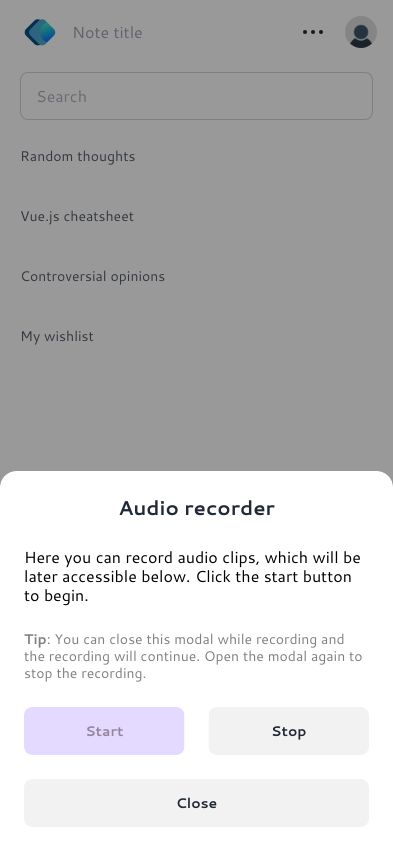 Note title
Search
Random thoughts
Vue.js cheatsheet
Controversial opinions
My wishlist
Audio recorder
Here you can record audio clips, which will be
later accessible below. Click the start button
to begin.
Tip: You can close this modal while recording and
the recording will continue. Open the modal again to
stop the recording.
Start
Stop
Close